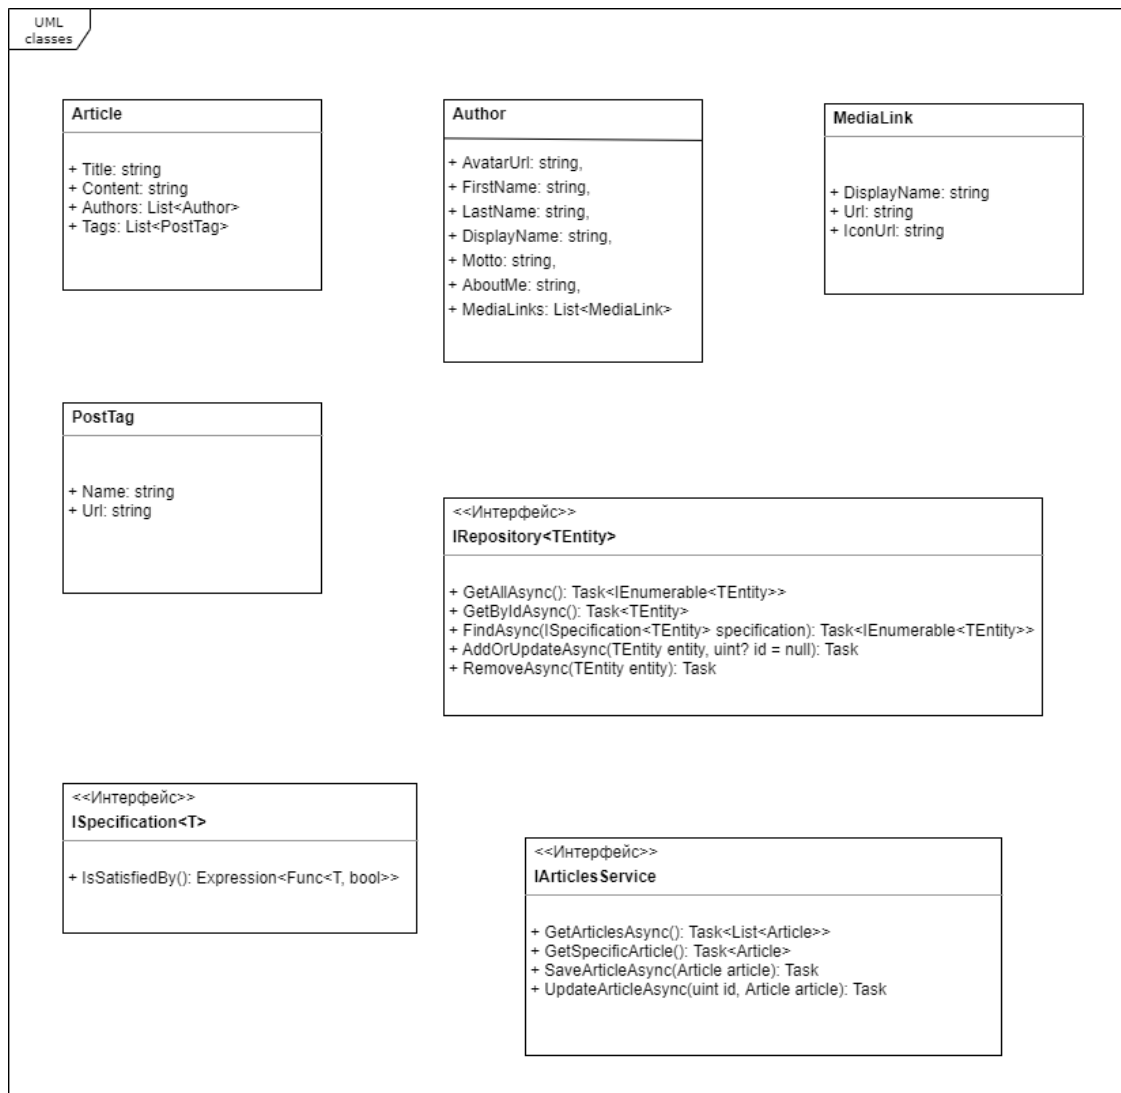 UML
classes
Article
+ Title: string
+ Content: string
+ Authors: List<Author>
+ Tags: List<PostTag>
Author
+ AvatarUrl: string,
+ FirstName: string,
+ LastName: string,
+ DisplayName: string,
+ Motto: string,
+ AboutMe: string,
+ MediaLinks: List<MediaLink>
MediaLink
+ DisplayName: string
+ Url: string
+ IconUrl: string
PostTag
+ Name: string
+ Url: string
<<Интерфейс>>
IRepository<TEntity>
+ GetAllAsync(): Task<IEnumerable<TEntity>>
+ GetByIdAsync(): Task<TEntity>
+ FindAsync(ISpecification<TEntity> specification): Task<IEnumerable<TEntity>>
+ AddOrUpdateAsync(TEntity entity, uint? id = null): Task
+ RemoveAsync(TEntity entity): Task
<<Интерфейс>>
ISpecification<T>
+ IsSatisfiedBy(): Expression<Func<T, bool>>
<<Интерфейс>>
IArticlesService
+ GetArticlesAsync(): Task<List<Article>>
+ GetSpecificArticle(): Task<Article>
+ SaveArticleAsync(Article article): Task
+ UpdateArticleAsync(uint id, Article article): Task